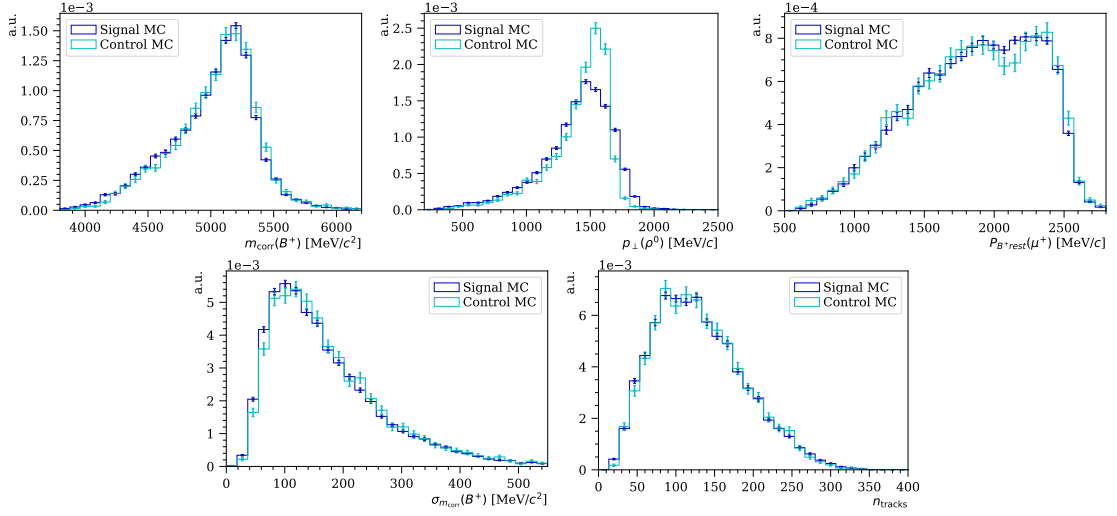 1e−3
a.u.
Signal MC
Control MC
1.50
1.25
1.00
0.75
0.50
0.25
0.00
4000 4500 5000 5500 6000
m_corr(B⁺) [MeV/c²]
1e−3
a.u.
Signal MC
Control MC
3.0
2.5
2.0
1.5
1.0
0.5
0.0
500 1000 1500 2000 2500
p⊥(ρ⁰) [MeV/c]
1e−4
a.u.
Signal MC
Control MC
8
6
4
2
0
500 1000 1500 2000 2500
P_B⁺rest(μ⁺) [MeV/c]
1e−3
a.u.
Signal MC
Control MC
5
4
3
2
1
0
0 100 200 300 400 500
σ_m_corr(B⁺) [MeV/c²]
1e−3
a.u.
Signal MC
Control MC
6
4
2
0
0 50 100 150 200 250 300 350 400
n_tracks